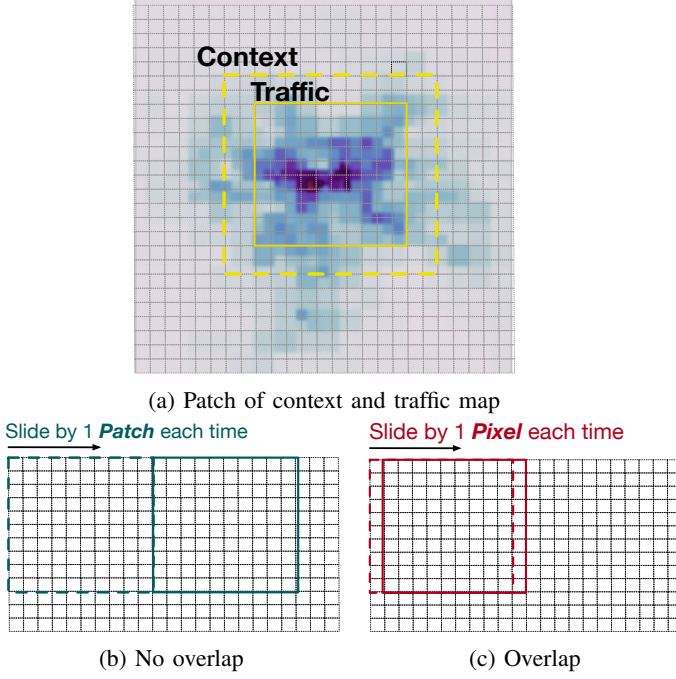 Context
Traffic
(a) Patch of context and traffic map
Slide by 1 Patch each time
(b) No overlap
Slide by 1 Pixel each time
(c) Overlap